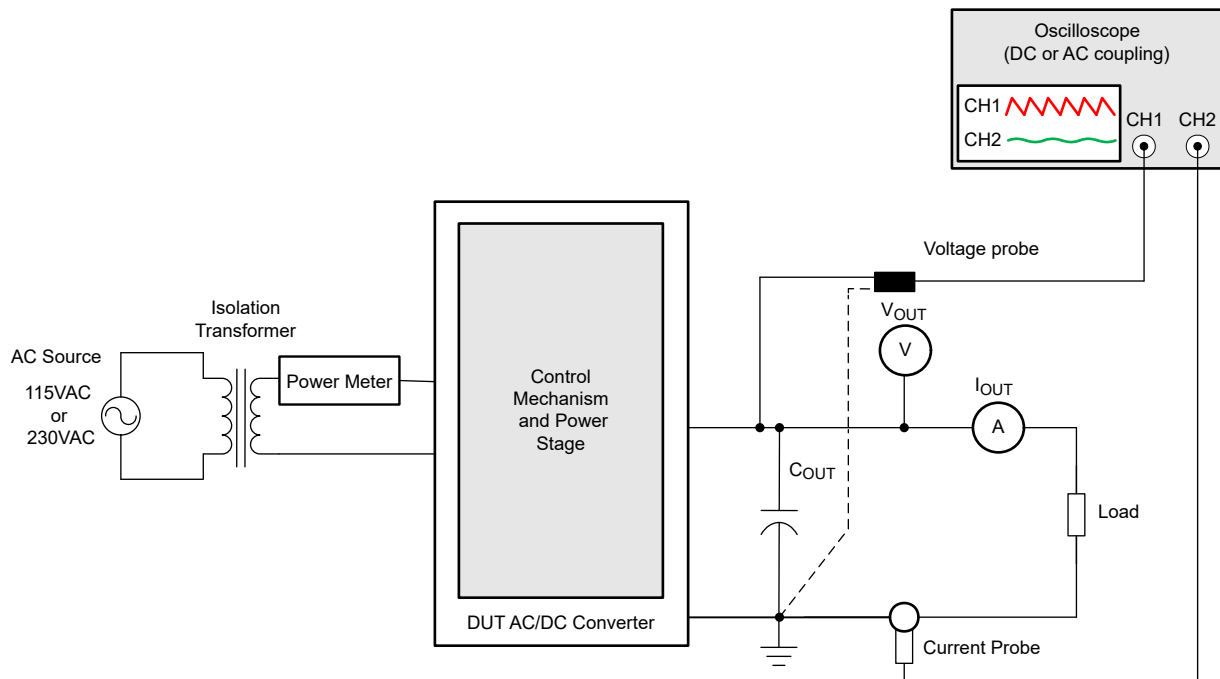 Oscilloscope
(DC or AC coupling)
CH1
CH2
CH1
CH2
Voltage probe
Isolation
Transformer
AC Source
115VAC
or
230VAC
Power Meter
Control
Mechanism
and Power
Stage
DUT AC/DC Converter
VOUT
V
IOUT
A
COUT
Load
Current Probe